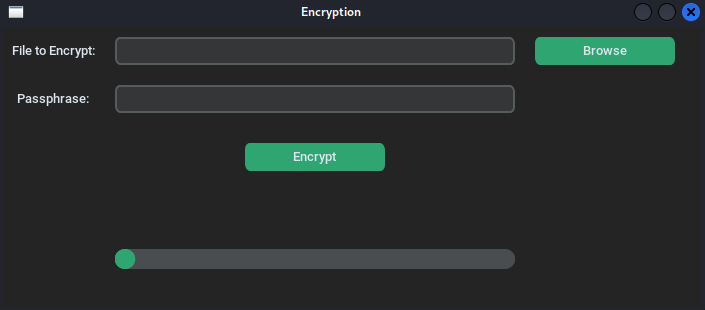 Encryption
File to Encrypt:
Browse
Passphrase:
Encrypt